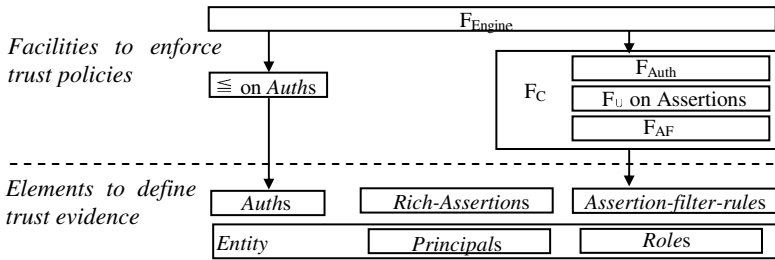 F_Engine
Facilities to enforce
trust policies
≦ on Auths
F_C
F_Auth
F_U on Assertions
F_AF
Elements to define
trust evidence
Auths
Rich-Assertions
Assertion-filter-rules
Entity
Principals
Roles